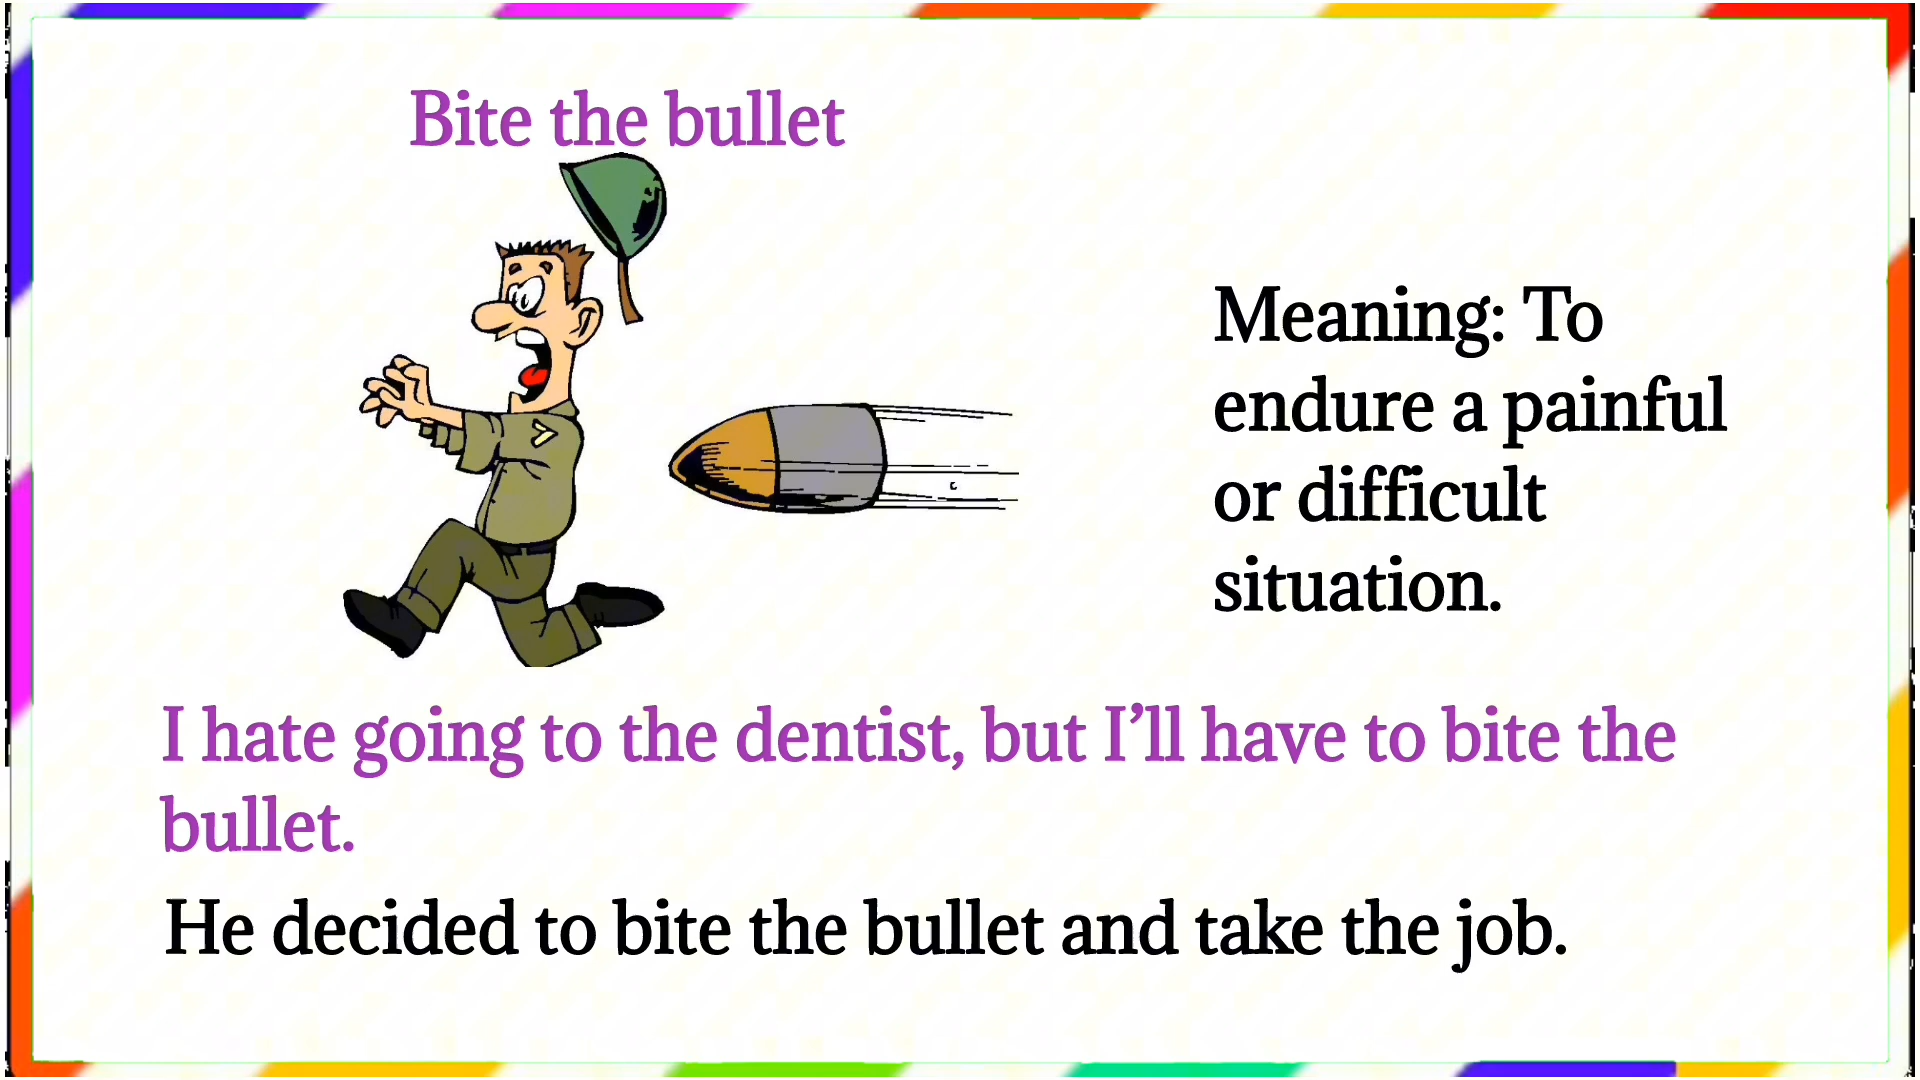 Bite the bullet
Meaning: To
endure a painful
or difficult
situation.
I hate going to the dentist, but I’ll have to bite the
bullet.
He decided to bite the bullet and take the job.